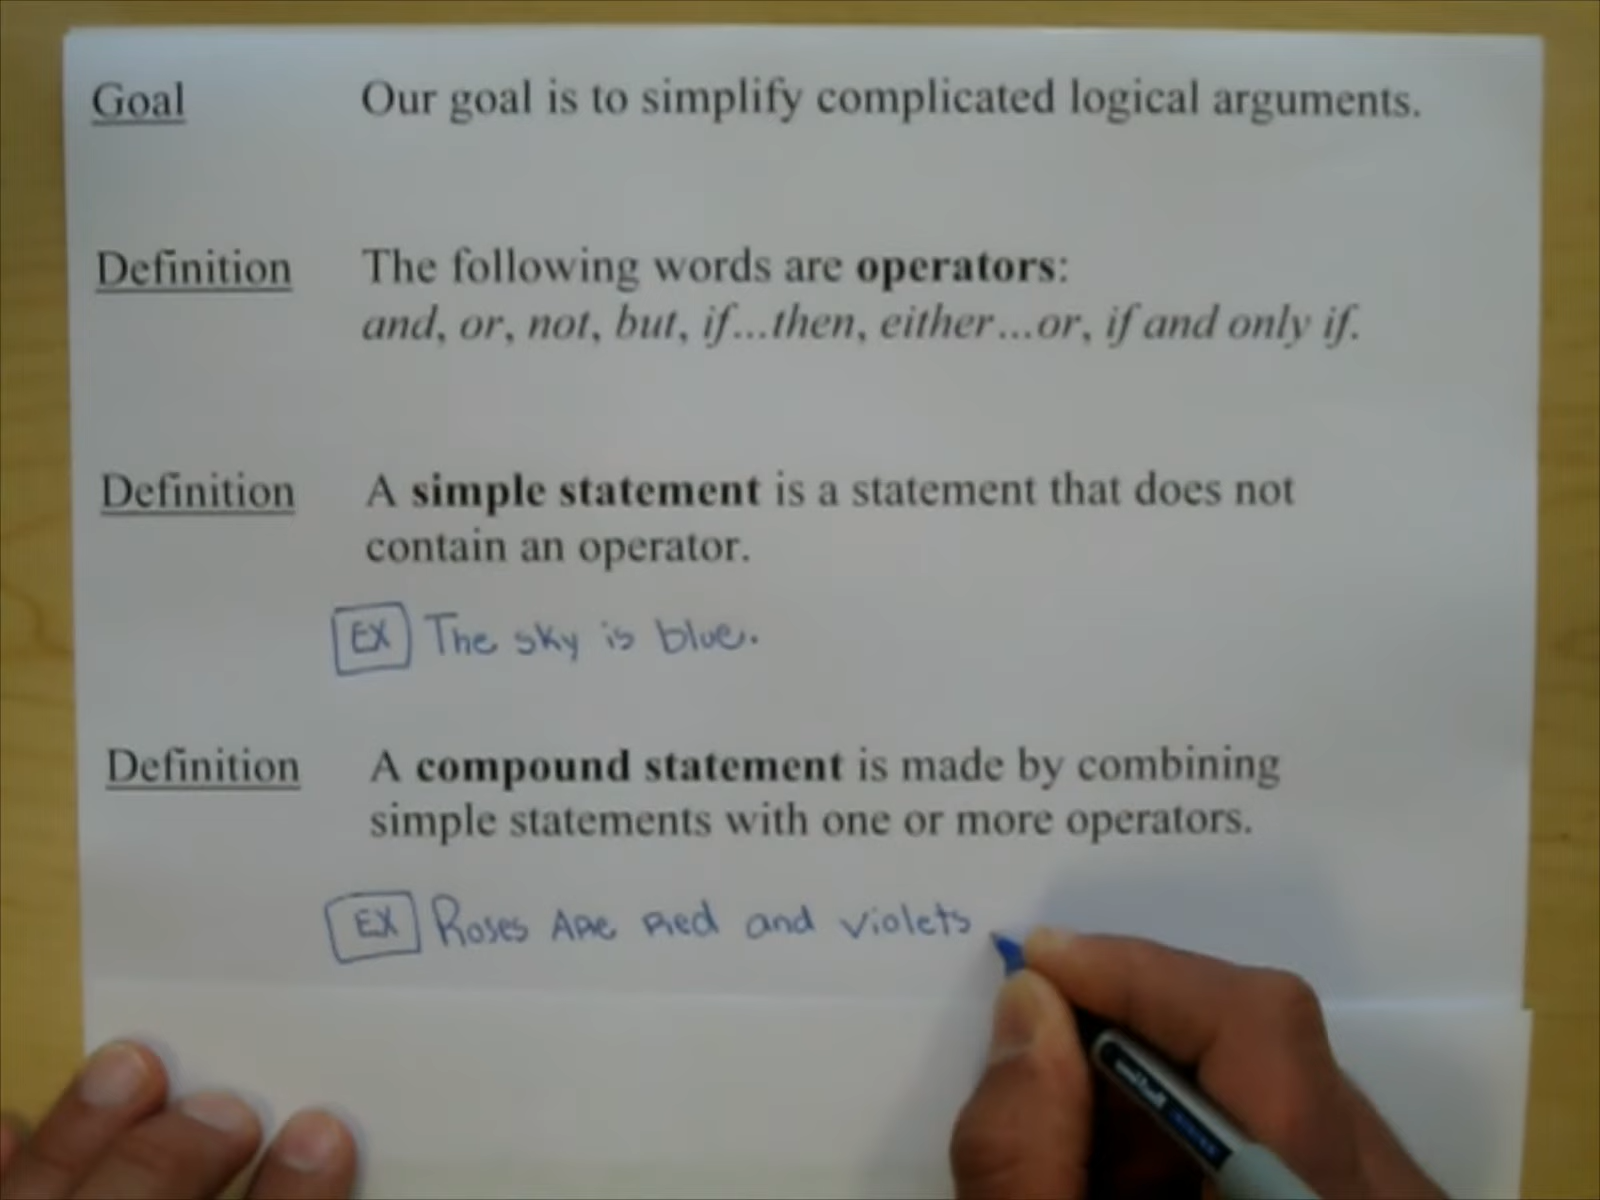 Goal Our goal is to simplify complicated logical arguments.
Definition The following words are operators:
and, or, not, but, if...then, either...or, if and only if.
Definition A simple statement is a statement that does not
contain an operator.
EX The sky is blue.
Definition A compound statement is made by combining
simple statements with one or more operators.
EX Roses Are Red and violets